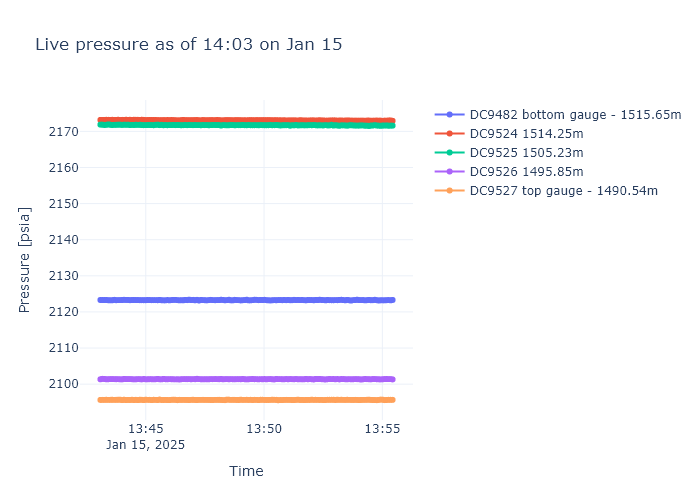 Live pressure as of 14:03 on Jan 15
DC9482 bottom gauge - 1515.65m
DC9524 1514.25m
DC9525 1505.23m
DC9526 1495.85m
DC9527 top gauge - 1490.54m
Pressure [psia]
2170
2160
2150
2140
2130
2120
2110
2100
13:45
Jan 15, 2025
13:50
13:55
Time